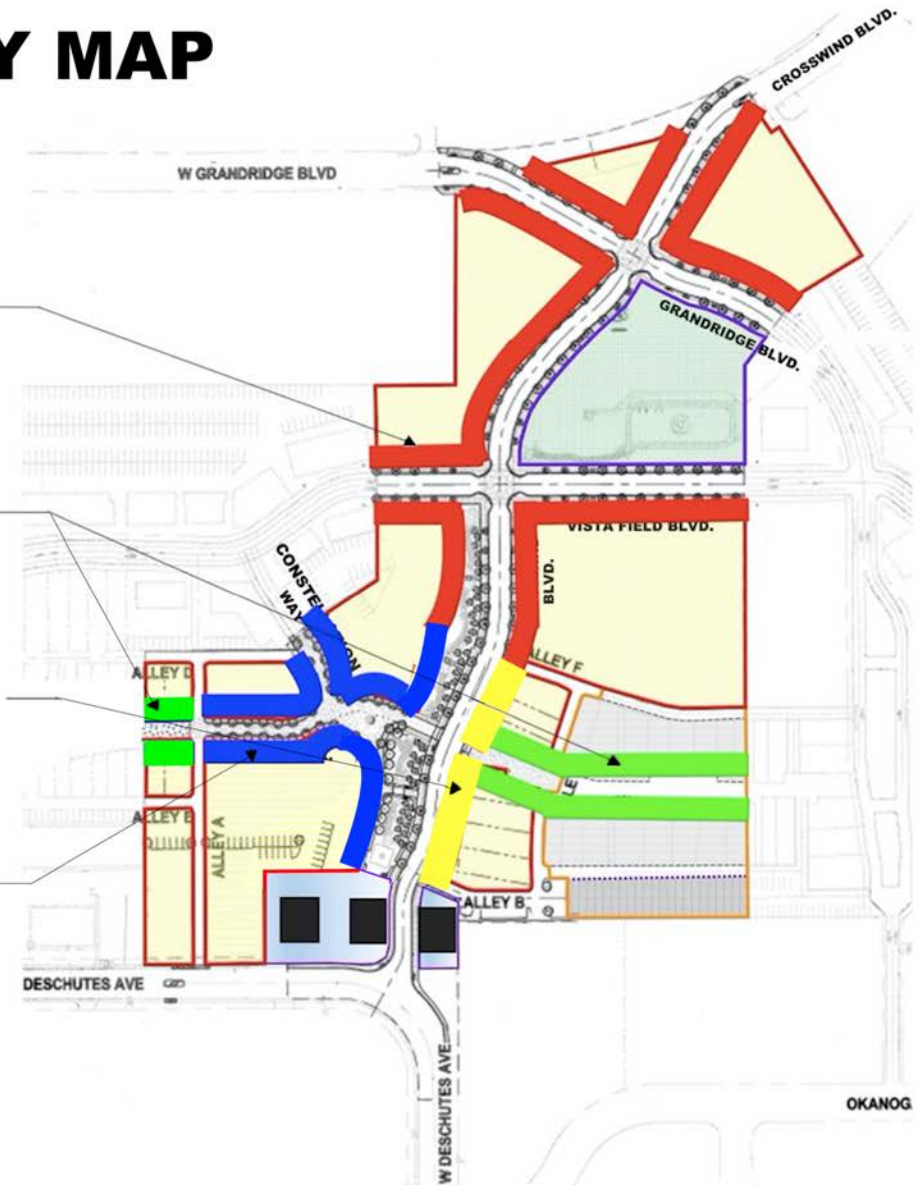 Y MAP
CROSSWIND BLVD.
W GRANDRIDGE BLVD
GRANDRIDGE BLVD.
VISTA FIELD BLVD.
BLVD.
WAY
ALLEY F
ALLEY D
ALLEY E
ALLEY A
ALLEY B
DESCHUTES AVE
W DESCHUTES AVE
OKANOG